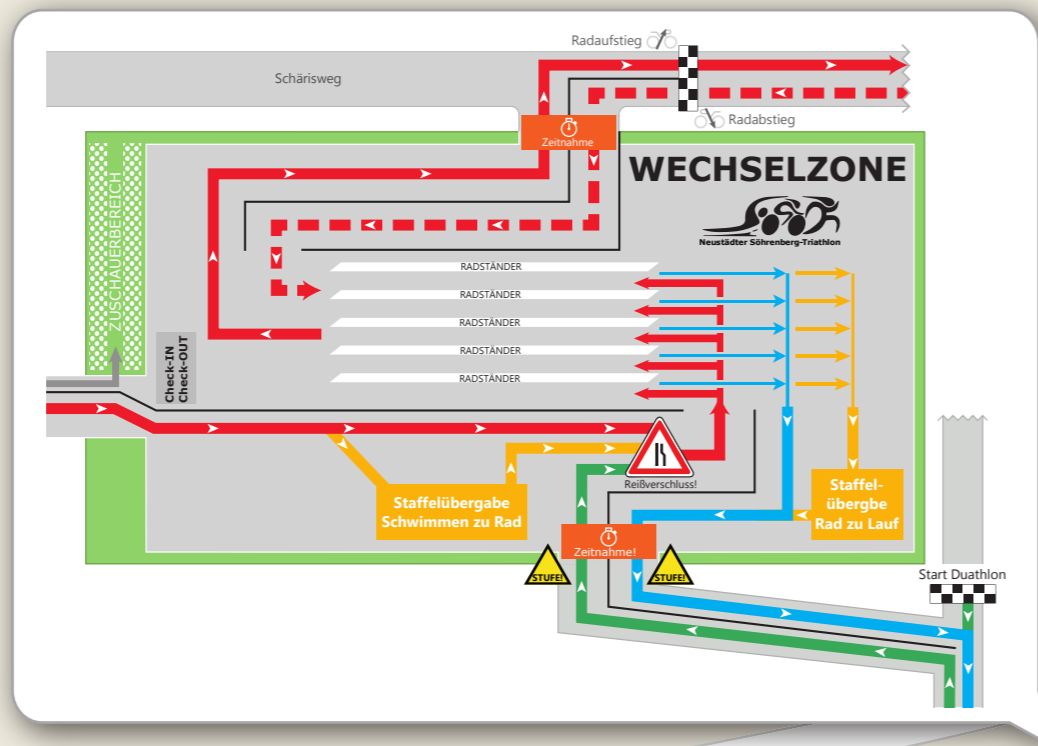 Radaufstieg
Schärisweg
Radabstieg
Zeitnahme
WECHSELZONE
Neustädter Söhrenberg-Triathlon
ZUSCHAUERBEREICH
RADSTÄNDER
RADSTÄNDER
RADSTÄNDER
RADSTÄNDER
RADSTÄNDER
Check-IN
Check-OUT
Reißverschluss!
Staffelübergabe
Schwimmen zu Rad
Staffel-
übergbe
Rad zu Lauf
Zeitnahme!
STUFE!
STUFE!
Start Duathlon